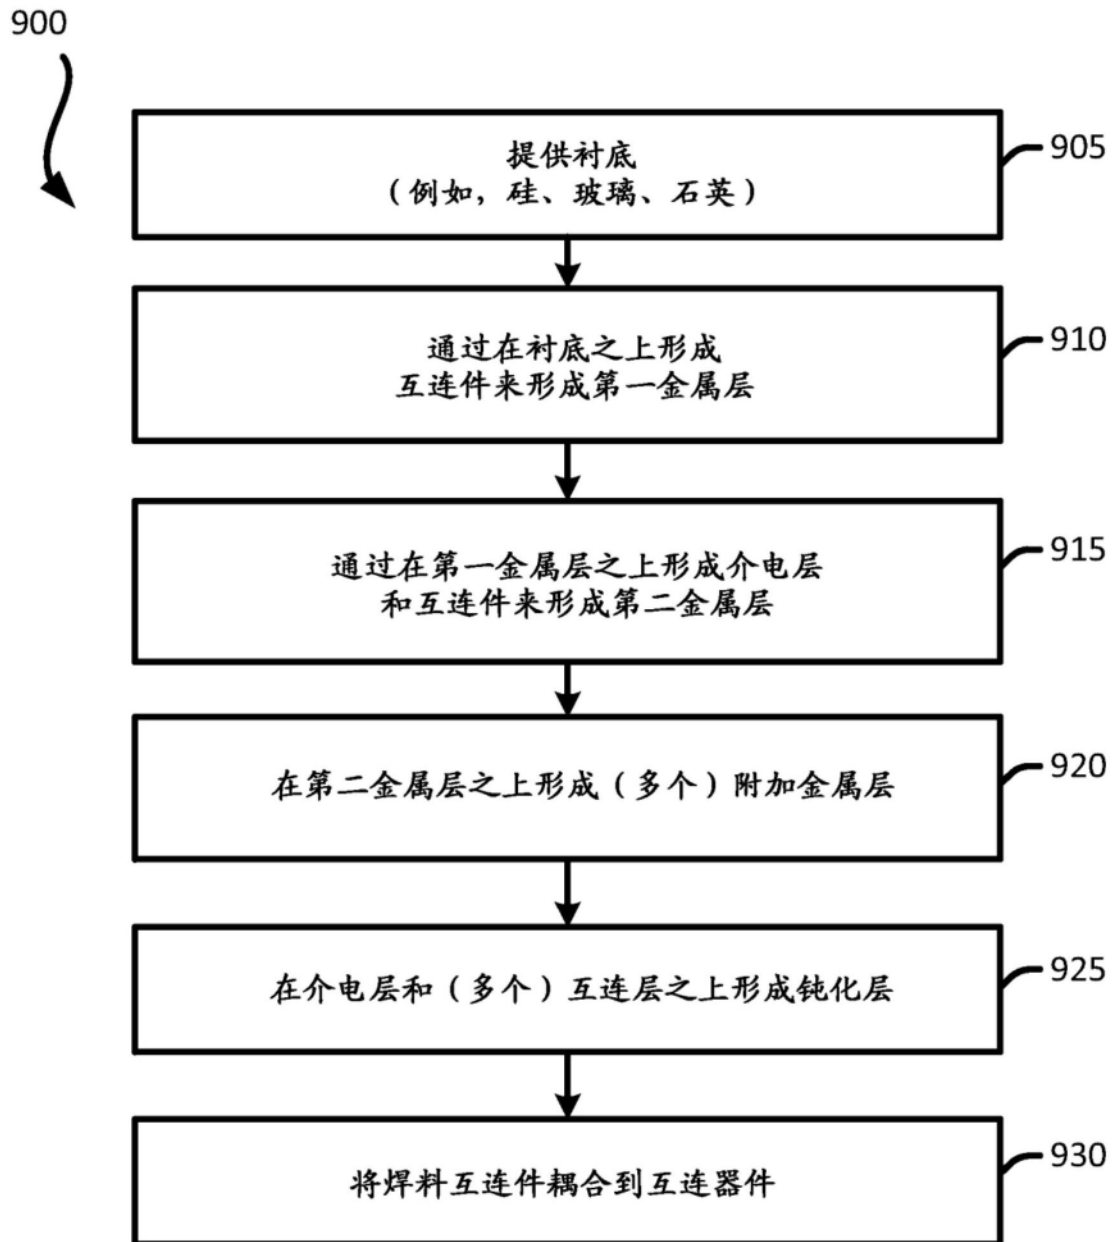 900
提供衬底
（例如，硅、玻璃、石英）
905
通过在衬底之上形成
互连件来形成第一金属层
910
通过在第一金属层之上形成介电层
和互连件来形成第二金属层
915
在第二金属层之上形成（多个）附加金属层
920
在介电层和（多个）互连层之上形成钝化层
925
将焊料互连件耦合到互连器件
930